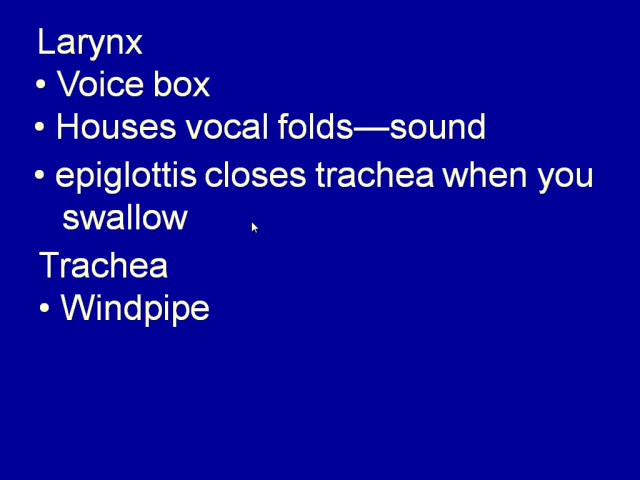 Larynx
• Voice box
• Houses vocal folds—sound
• epiglottis closes trachea when you
swallow
Trachea
• Windpipe